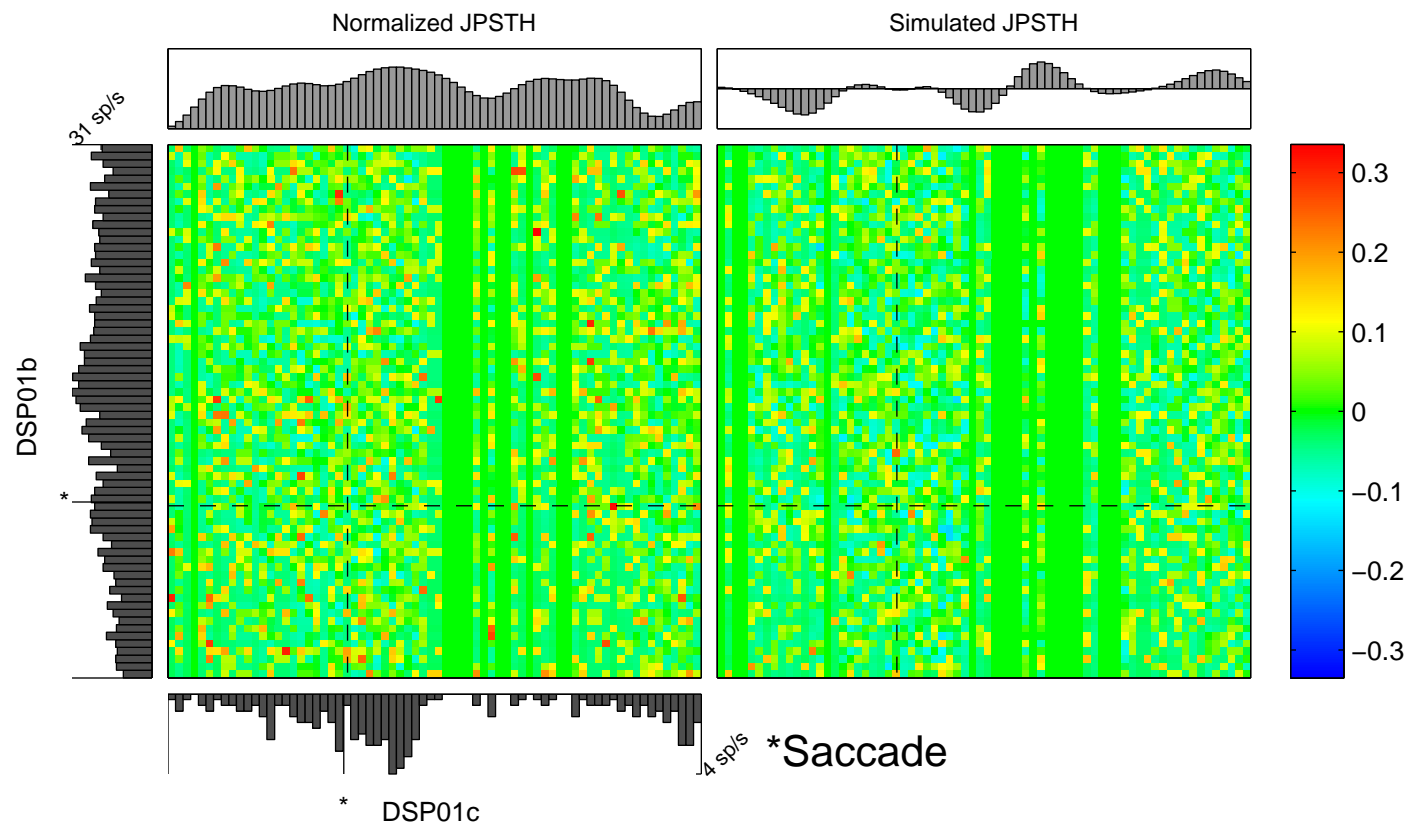 Normalized JPSTH
Simulated JPSTH
31 sp/s
0.3
0.2
0.1
0
−0.1
−0.2
−0.3
DSP01b
*
4 sp/s
*Saccade
*
DSP01c